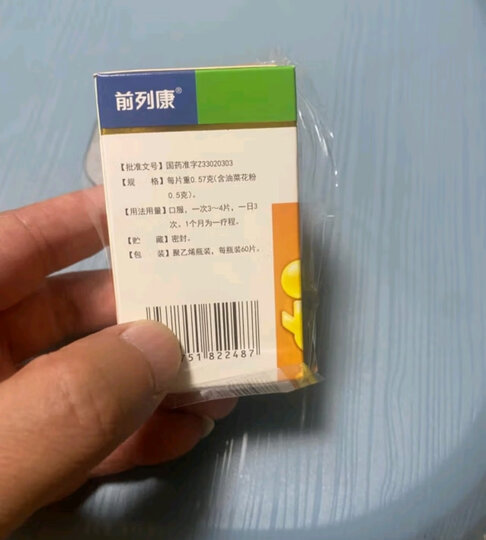 前列康®
【批准文号】国药准字Z33020303
【规　　格】每片重0.57克(含油菜花粉
0.5克)。
【用法用量】口服，一次3～4片，一日3
次，1个月为一疗程。
【贮　　藏】密封。
【包　　装】聚乙烯瓶装，每瓶装60片。
751 822487